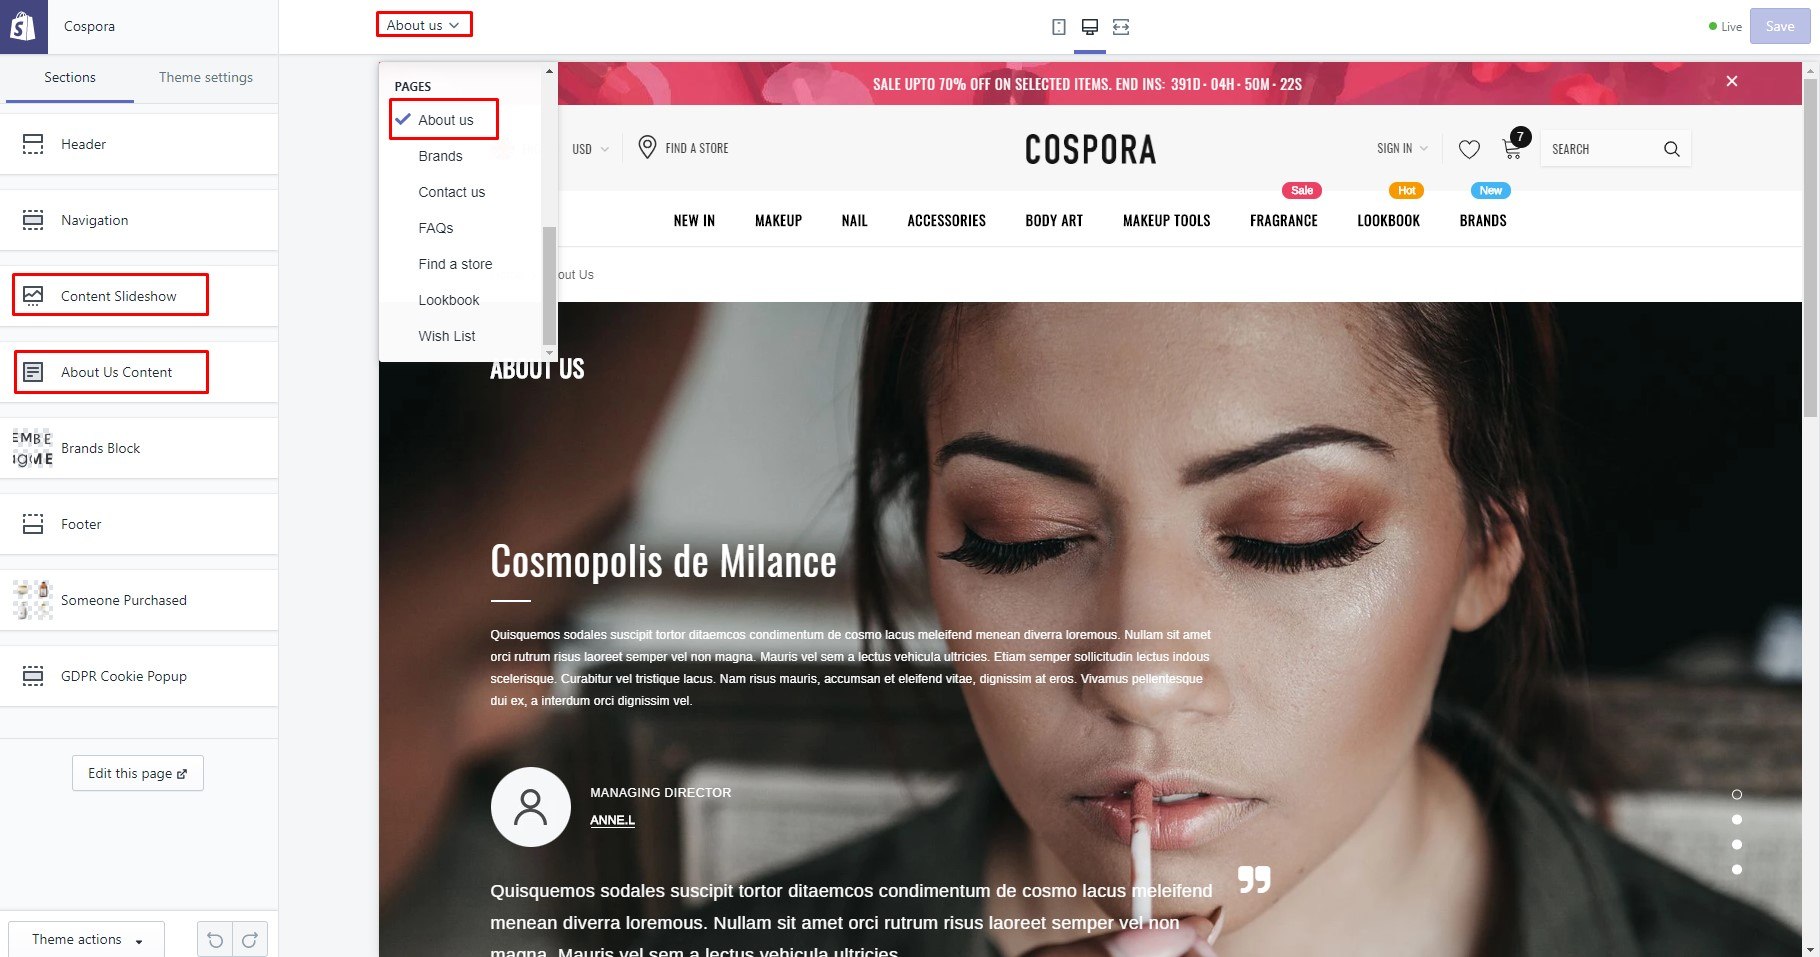 Cospora
About us
Live
Save
Sections
Theme settings
Header
Navigation
Content Slideshow
About Us Content
Brands Block
Footer
Someone Purchased
GDPR Cookie Popup
Edit this page
Theme actions
PAGES
About us
Brands
Contact us
FAQs
Find a store
Lookbook
Wish List
SALE UPTO 70% OFF ON SELECTED ITEMS. END INS: 391D - 04H - 50M - 22S
USD
FIND A STORE
COSPORA
SIGN IN
7
SEARCH
Sale
Hot
New
NEW IN
MAKEUP
NAIL
ACCESSORIES
BODY ART
MAKEUP TOOLS
FRAGRANCE
LOOKBOOK
BRANDS
out Us
ABOUT US
Cosmopolis de Milance
Quisquemos sodales suscipit tortor ditaemcos condimentum de cosmo lacus meleifend menean diverra loremous. Nullam sit amet
orci rutrum risus laoreet semper vel non magna. Mauris vel sem a lectus vehicula ultricies. Etiam semper sollicitudin lectus indous
scelerisque. Curabitur vel tristique lacus. Nam risus mauris, accumsan et eleifend vitae, dignissim at eros. Vivamus pellentesque
dui ex, a interdum orci dignissim vel.
MANAGING DIRECTOR
ANNE.L
Quisquemos sodales suscipit tortor ditaemcos condimentum de cosmo lacus meleifend
menean diverra loremous. Nullam sit amet orci rutrum risus laoreet semper vel non
magna. Mauris vel sem a lectus vehicula ultricies.